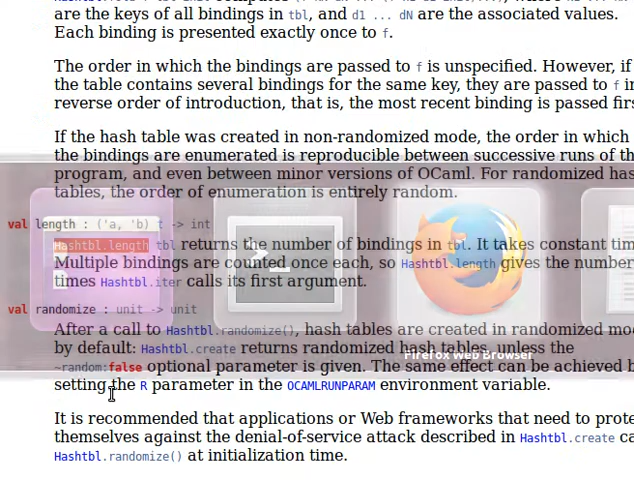 are the keys of all bindings in tbl, and d1 ... dN are the associated values.
Each binding is presented exactly once to f.
The order in which the bindings are passed to f is unspecified. However, if
the table contains several bindings for the same key, they are passed to f in
reverse order of introduction, that is, the most recent binding is passed firs
If the hash table was created in non-randomized mode, the order in which
the bindings are enumerated is reproducible between successive runs of th
program, and even between minor versions of OCaml. For randomized has
tables, the order of enumeration is entirely random.
val length : ('a, 'b) t -> int
Hashtbl.length tbl returns the number of bindings in tbl. It takes constant tim
Multiple bindings are counted once each, so Hashtbl.length gives the number
times Hashtbl.iter calls its first argument.
val randomize : unit -> unit
After a call to Hashtbl.randomize(), hash tables are created in randomized mo
by default: Hashtbl.create returns randomized hash tables, unless the
Firefox Web Browser
~random:false optional parameter is given. The same effect can be achieved b
setting the R parameter in the OCAMLRUNPARAM environment variable.
It is recommended that applications or Web frameworks that need to prote
themselves against the denial-of-service attack described in Hashtbl.create ca
Hashtbl.randomize() at initialization time.